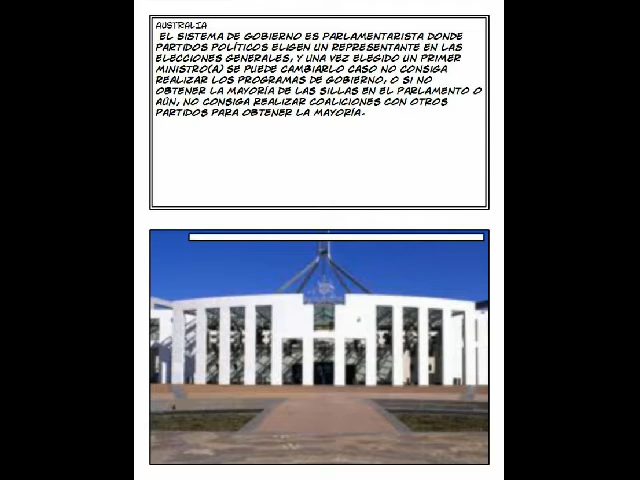 AUSTRALIA
EL SISTEMA DE GOBIERNO ES PARLAMENTARISTA DONDE
PARTIDOS POLÍTICOS ELIGEN UN REPRESENTANTE EN LAS
ELECCIONES GENERALES, Y UNA VEZ ELEGIDO UN PRIMER
MINISTRO(A) SE PUEDE CAMBIARLO CASO NO CONSIGA
REALIZAR LOS PROGRAMAS DE GOBIERNO, O SI NO
OBTENER LA MAYORÍA DE LAS SILLAS EN EL PARLAMENTO O
AÚN, NO CONSIGA REALIZAR COALICIONES CON OTROS
PARTIDOS PARA OBTENER LA MAYORÍA.